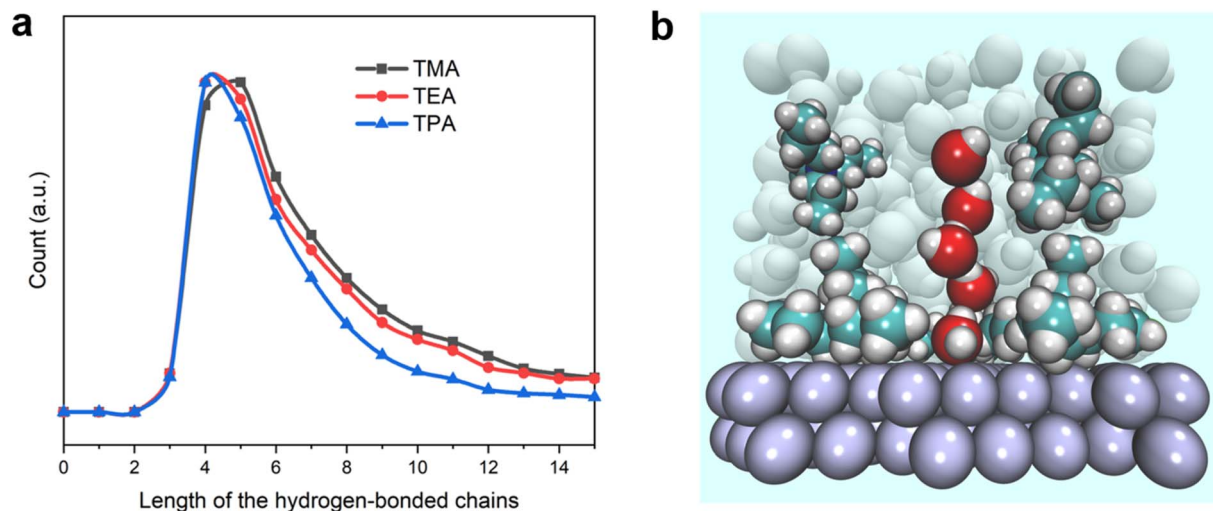 a
b
TMA
TEA
TPA
Count (a.u.)
0 2 4 6 8 10 12 14
Length of the hydrogen-bonded chains